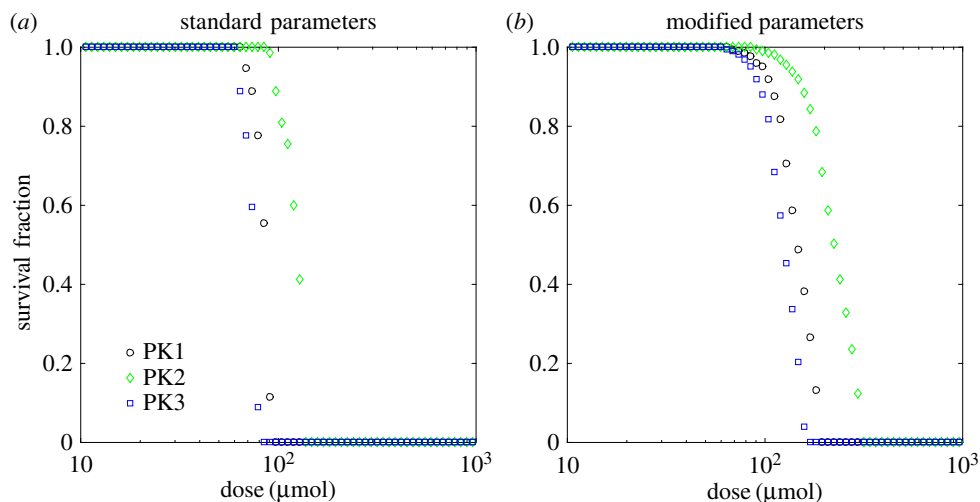 (a) standard parameters
1.0
0.8
0.6
0.4
0.2
0
survival fraction
PK1
PK2
PK3
10 10² 10³
dose (μmol)
(b) modified parameters
1.0
0.8
0.6
0.4
0.2
0
10 10² 10³
dose (μmol)